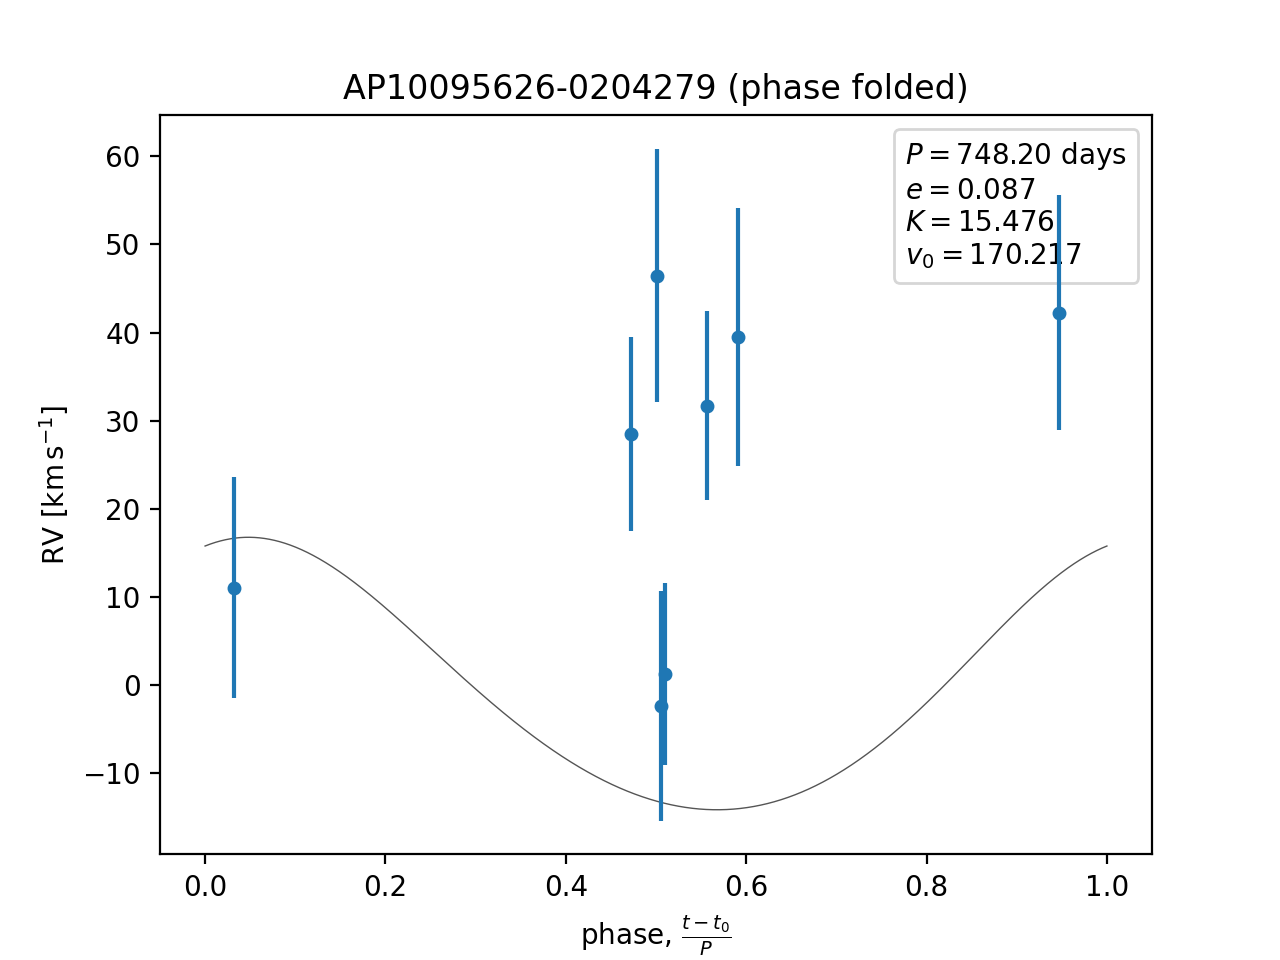 AP10095626-0204279 (phase folded)
P = 748.20 days
e = 0.087
K = 15.476
v₀ = 170.217
60
50
40
30
20
10
0
−10
RV [km s⁻¹]
0.0 0.2 0.4 0.6 0.8 1.0
phase, (t − t₀)/P